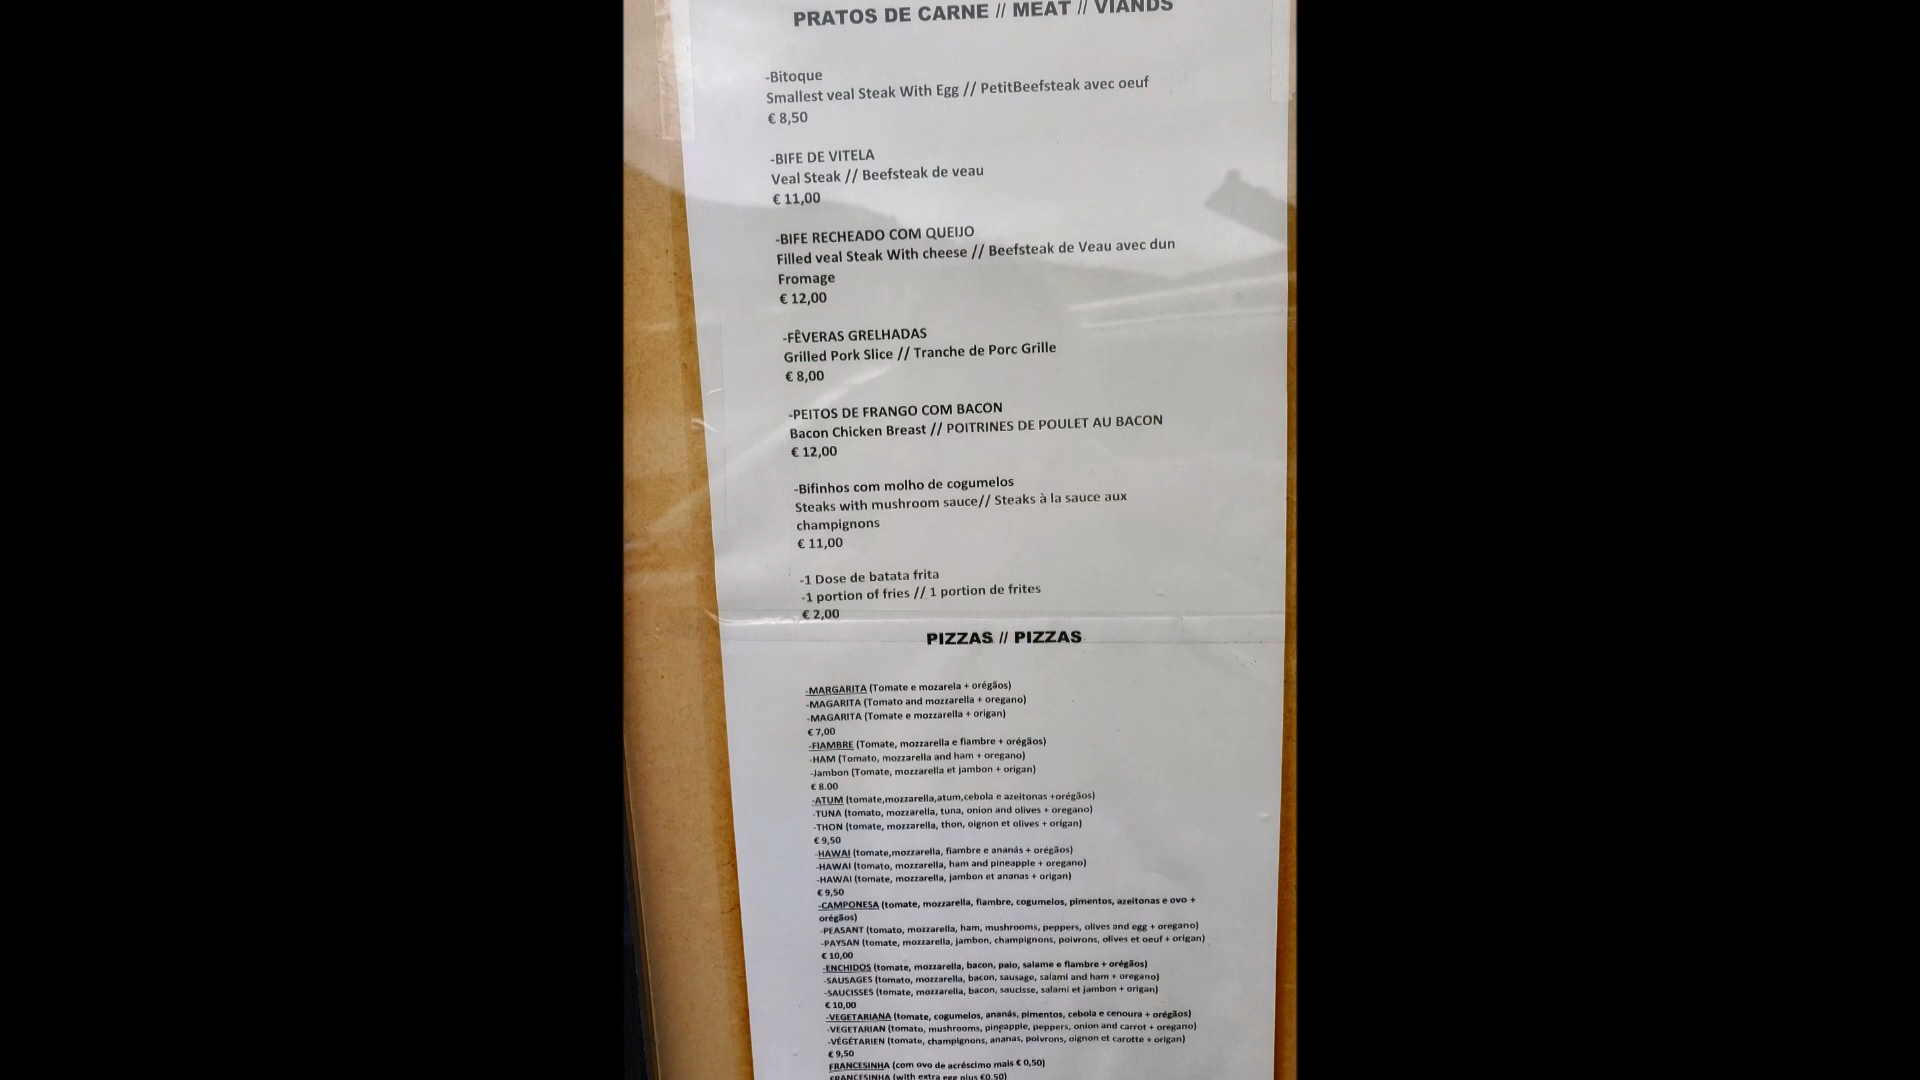 PRATOS DE CARNE // MEAT // VIANDS
-Bitoque
Smallest veal Steak With Egg // PetitBeefsteak avec oeuf
€ 8,50
-BIFE DE VITELA
Veal Steak // Beefsteak de veau
€ 11,00
-BIFE RECHEADO COM QUEIJO
Filled veal Steak With cheese // Beefsteak de Veau avec dun
Fromage
€ 12,00
-FÊVERAS GRELHADAS
Grilled Pork Slice // Tranche de Porc Grille
€ 8,00
-PEITOS DE FRANGO COM BACON
Bacon Chicken Breast // POITRINES DE POULET AU BACON
€ 12,00
-Bifinhos com molho de cogumelos
Steaks with mushroom sauce// Steaks à la sauce aux
champignons
€ 11,00
-1 Dose de batata frita
-1 portion of fries // 1 portion de frites
€ 2,00
PIZZAS // PIZZAS
-MARGARITA (Tomate e mozarela + orégãos)
-MAGARITA (Tomato and mozzarella + oregano)
-MAGARITA (Tomate e mozzarella + origan)
€ 7,00
-FIAMBRE (Tomate, mozzarella e fiambre + orégãos)
-HAM (Tomato, mozzarella and ham + oregano)
-Jambon (Tomate, mozzarella et jambon + origan)
€ 8.00
-ATUM (tomate,mozzarella,atum,cebola e azeitonas +orégãos)
-TUNA (tomato, mozzarella, tuna, onion and olives + oregano)
-THON (tomate, mozzarella, thon, oignon et olives + origan)
€ 9,50
-HAWAI (tomate,mozzarella, fiambre e ananás + orégãos)
-HAWAI (tomato, mozzarella, ham and pineapple + oregano)
-HAWAI (tomate, mozzarella, jambon et ananas + origan)
€ 9,50
-CAMPONESA (tomate, mozzarella, fiambre, cogumelos, pimentos, azeitonas e ovo +
orégãos)
-PEASANT (tomato, mozzarella, ham, mushrooms, peppers, olives and egg + oregano)
-PAYSAN (tomate, mozzarella, jambon, champignons, poivrons, olives et oeuf + origan)
€ 10,00
-ENCHIDOS (tomate, mozzarella, bacon, paio, salame e fiambre + orégãos)
-SAUSAGES (tomato, mozzarella, bacon, sausage, salami and ham + oregano)
-SAUCISSES (tomate, mozzarella, bacon, saucisse, salami et jambon + origan)
€ 10,00
-VEGETARIANA (tomate, cogumelos, ananás, pimentos, cebola e cenoura + orégãos)
-VEGETARIAN (tomato, mushrooms, pineapple, peppers, onion and carrot + oregano)
-VÉGÉTARIEN (tomate, champignons, ananas, poivrons, oignon et carotte + origan)
€ 9,50
FRANCESINHA (com ovo de acréscimo mais € 0,50)
FRANCESINHA (with extra egg plus €0.50)